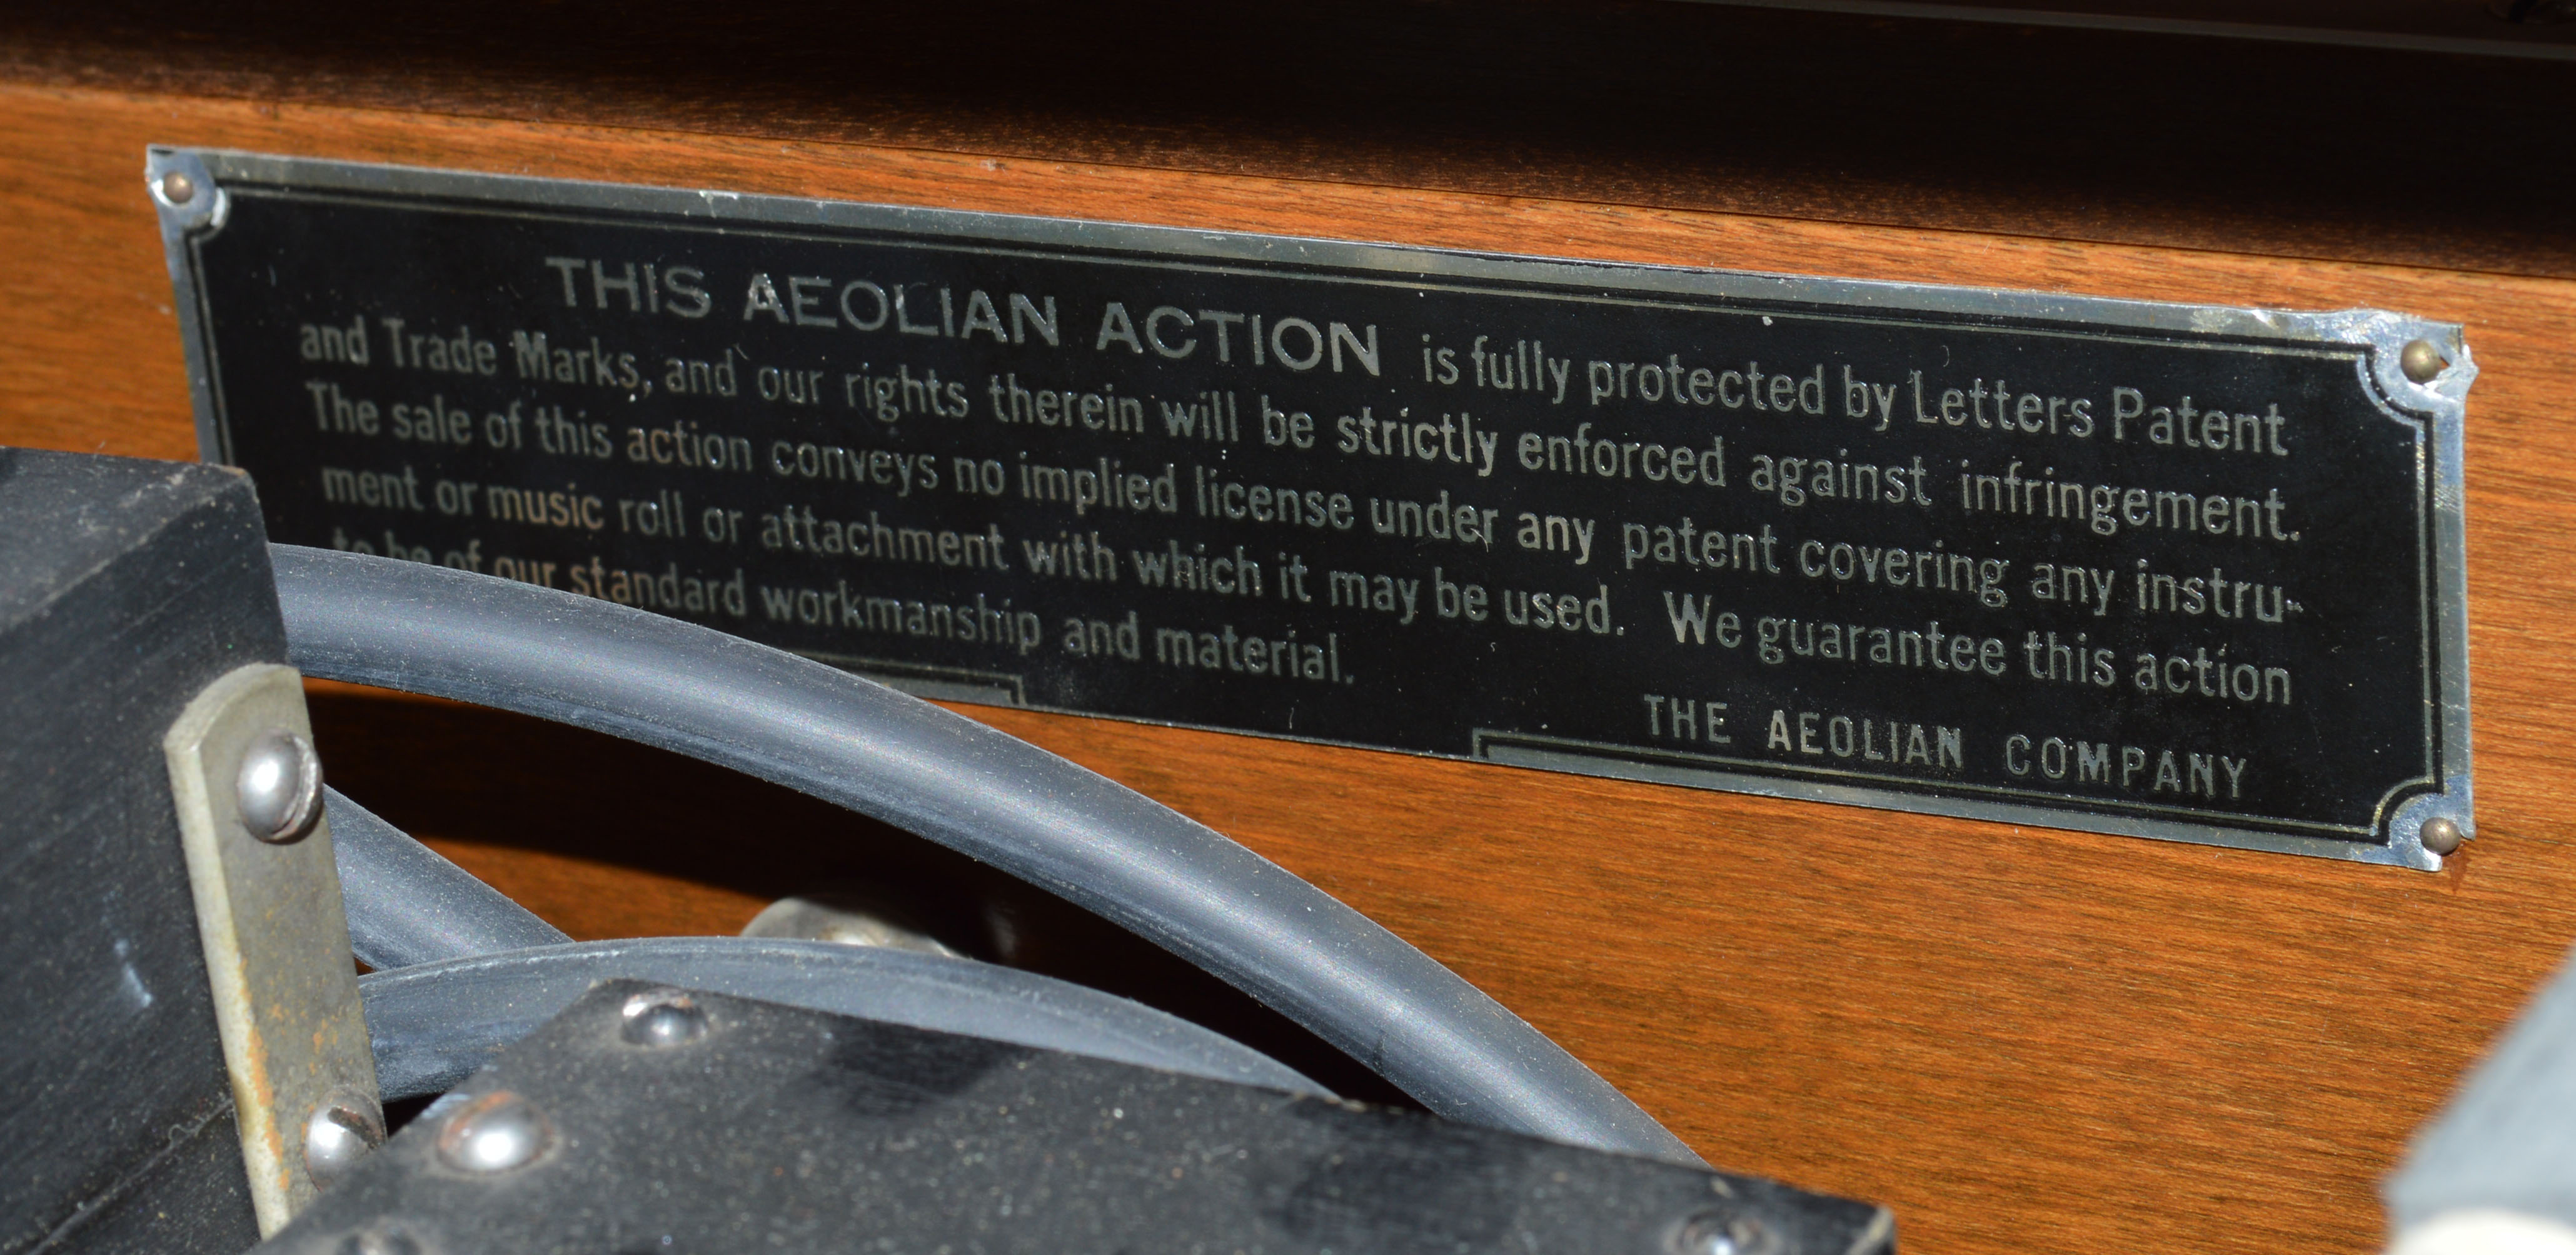 THIS AEOLIAN ACTION is fully protected by Letters Patent
and Trade Marks, and our rights therein will be strictly enforced against infringement.
The sale of this action conveys no implied license under any patent covering any instru-
ment or music roll or attachment with which it may be used. We guarantee this action
to be of our standard workmanship and material.
THE AEOLIAN COMPANY